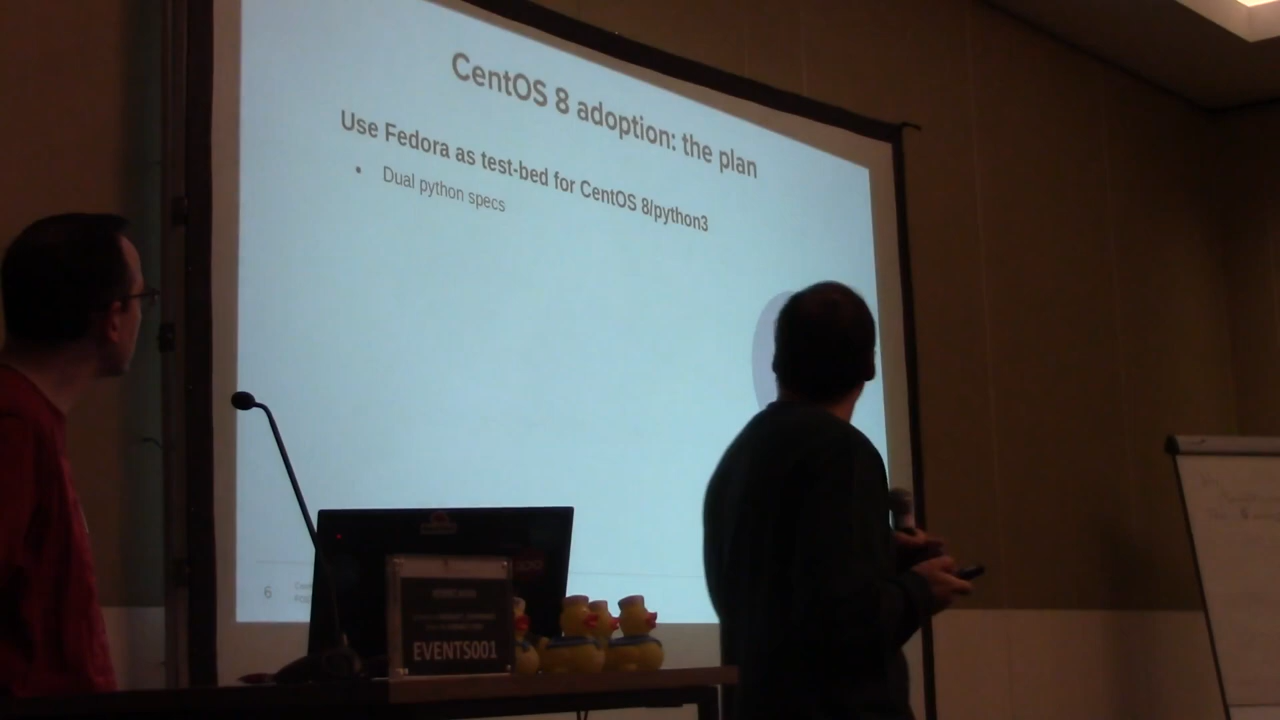 CentOS 8 adoption: the plan
Use Fedora as test-bed for CentOS 8/python3
• Dual python specs
6
EVENTS001